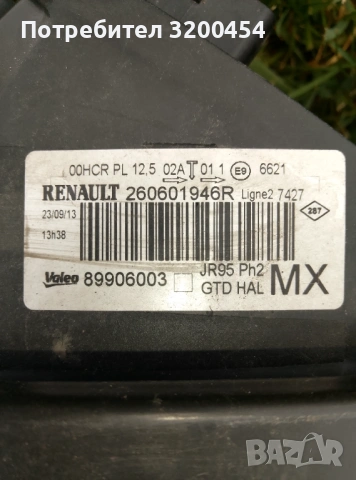 Потребител 3200454
00HCR PL 12,5 02A 01 1 E9 6621
RENAULT 260601946R Ligne2 7427
23/09/13
13h38
287
Valeo 89906003 JR95 Ph2
GTD HAL MX
BAZAR